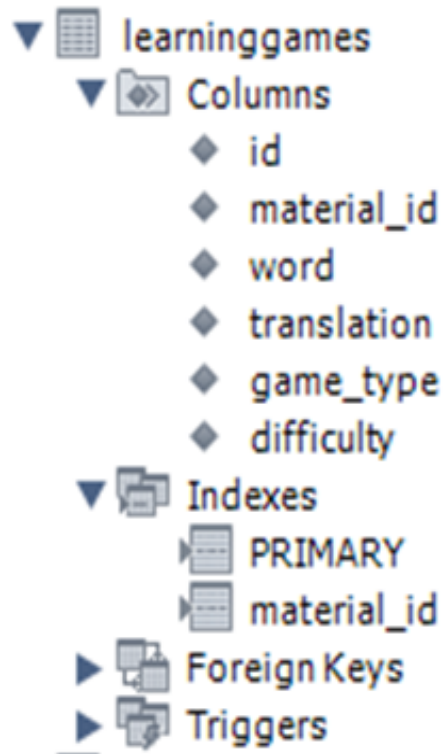 learninggames
Columns
id
material_id
word
translation
game_type
difficulty
Indexes
PRIMARY
material_id
Foreign Keys
Triggers